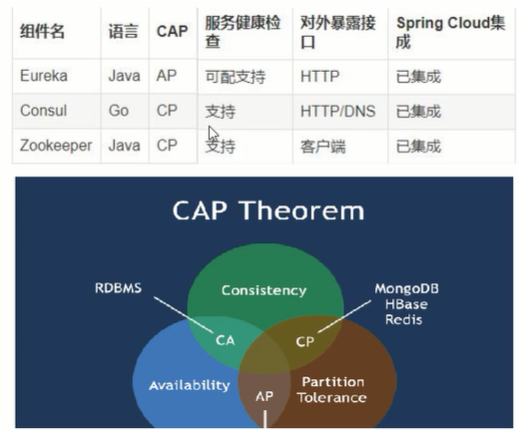 组件名 语言 CAP 服务健康检查 对外暴露接口 Spring Cloud集成
Eureka Java AP 可配支持 HTTP 已集成
Consul Go CP 支持 HTTP/DNS 已集成
Zookeeper Java CP 支持 客户端 已集成
CAP Theorem
RDBMS
Consistency
MongoDB
HBase
Redis
CA
CP
Availability
AP
Partition
Tolerance